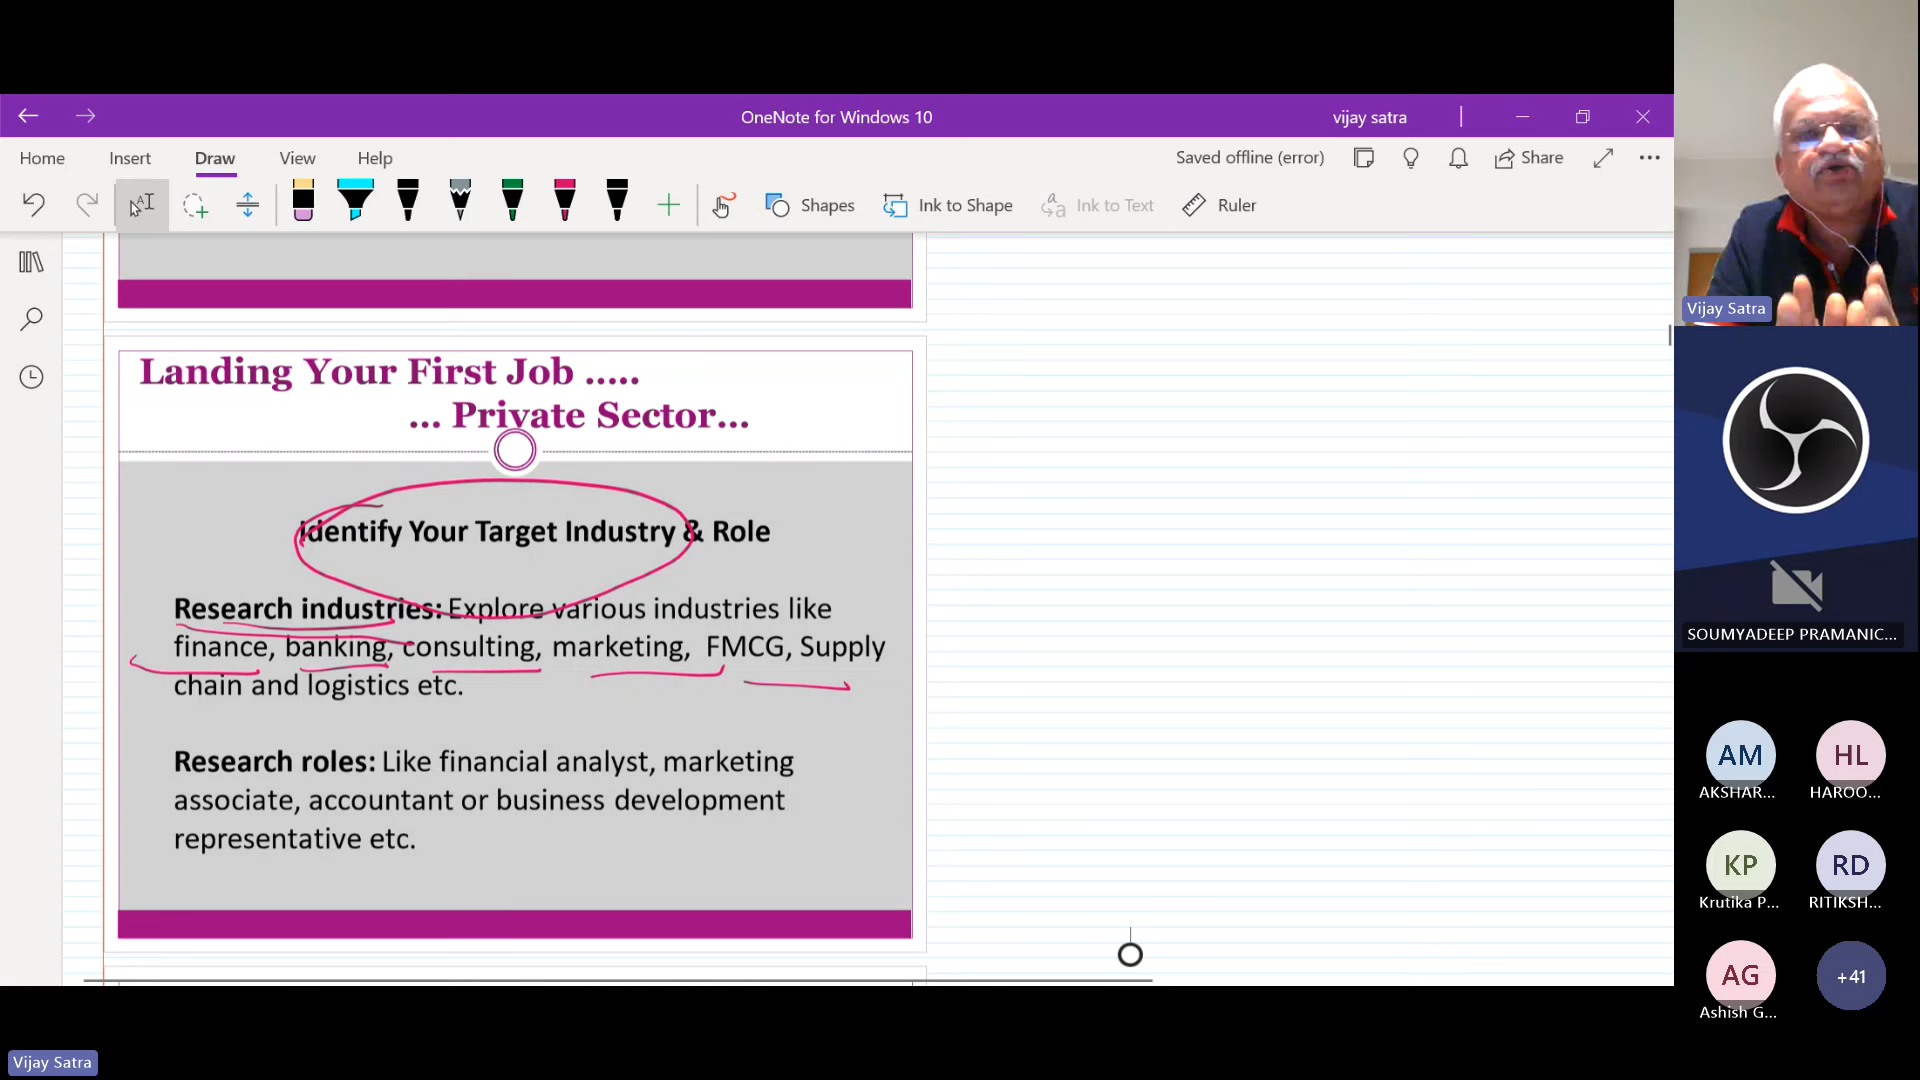 OneNote for Windows 10
vijay satra
Home Insert Draw View Help
Saved offline (error)
Share
Shapes
Ink to Shape
Ink to Text
Ruler
Landing Your First Job .....
... Private Sector...
Identify Your Target Industry & Role
Research industries: Explore various industries like
finance, banking, consulting, marketing, FMCG, Supply
chain and logistics etc.
Research roles: Like financial analyst, marketing
associate, accountant or business development
representative etc.
Vijay Satra
SOUMYADEEP PRAMANIC...
AM
HL
AKSHAR...
HAROO...
KP
RD
Krutika P...
RITIKSH...
AG
+41
Ashish G...
Vijay Satra